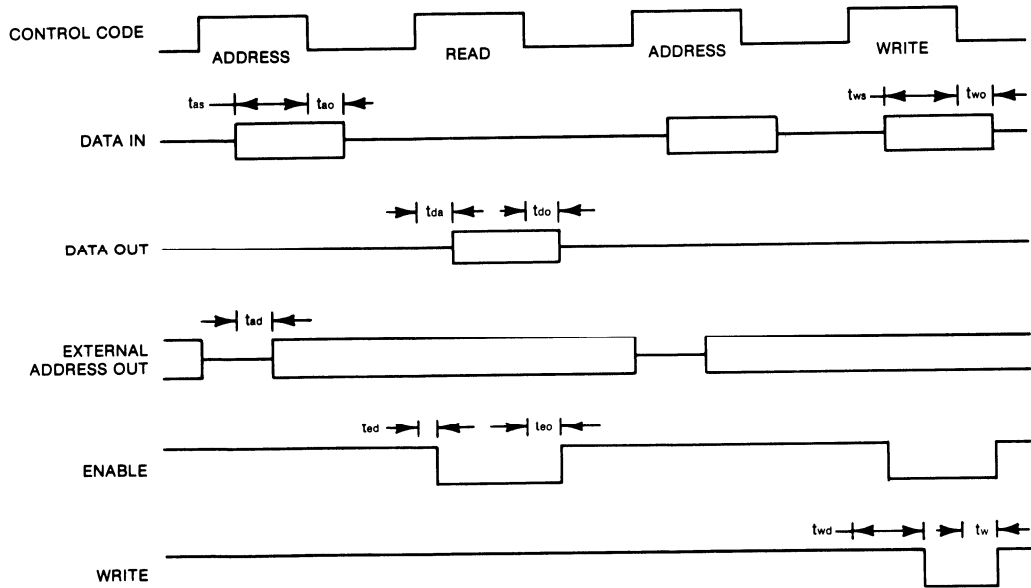 CONTROL CODE
ADDRESS READ ADDRESS WRITE
tas tao tws two
DATA IN
tda tdo
DATA OUT
tad
EXTERNAL
ADDRESS OUT
ted teo
ENABLE
twd tw
WRITE